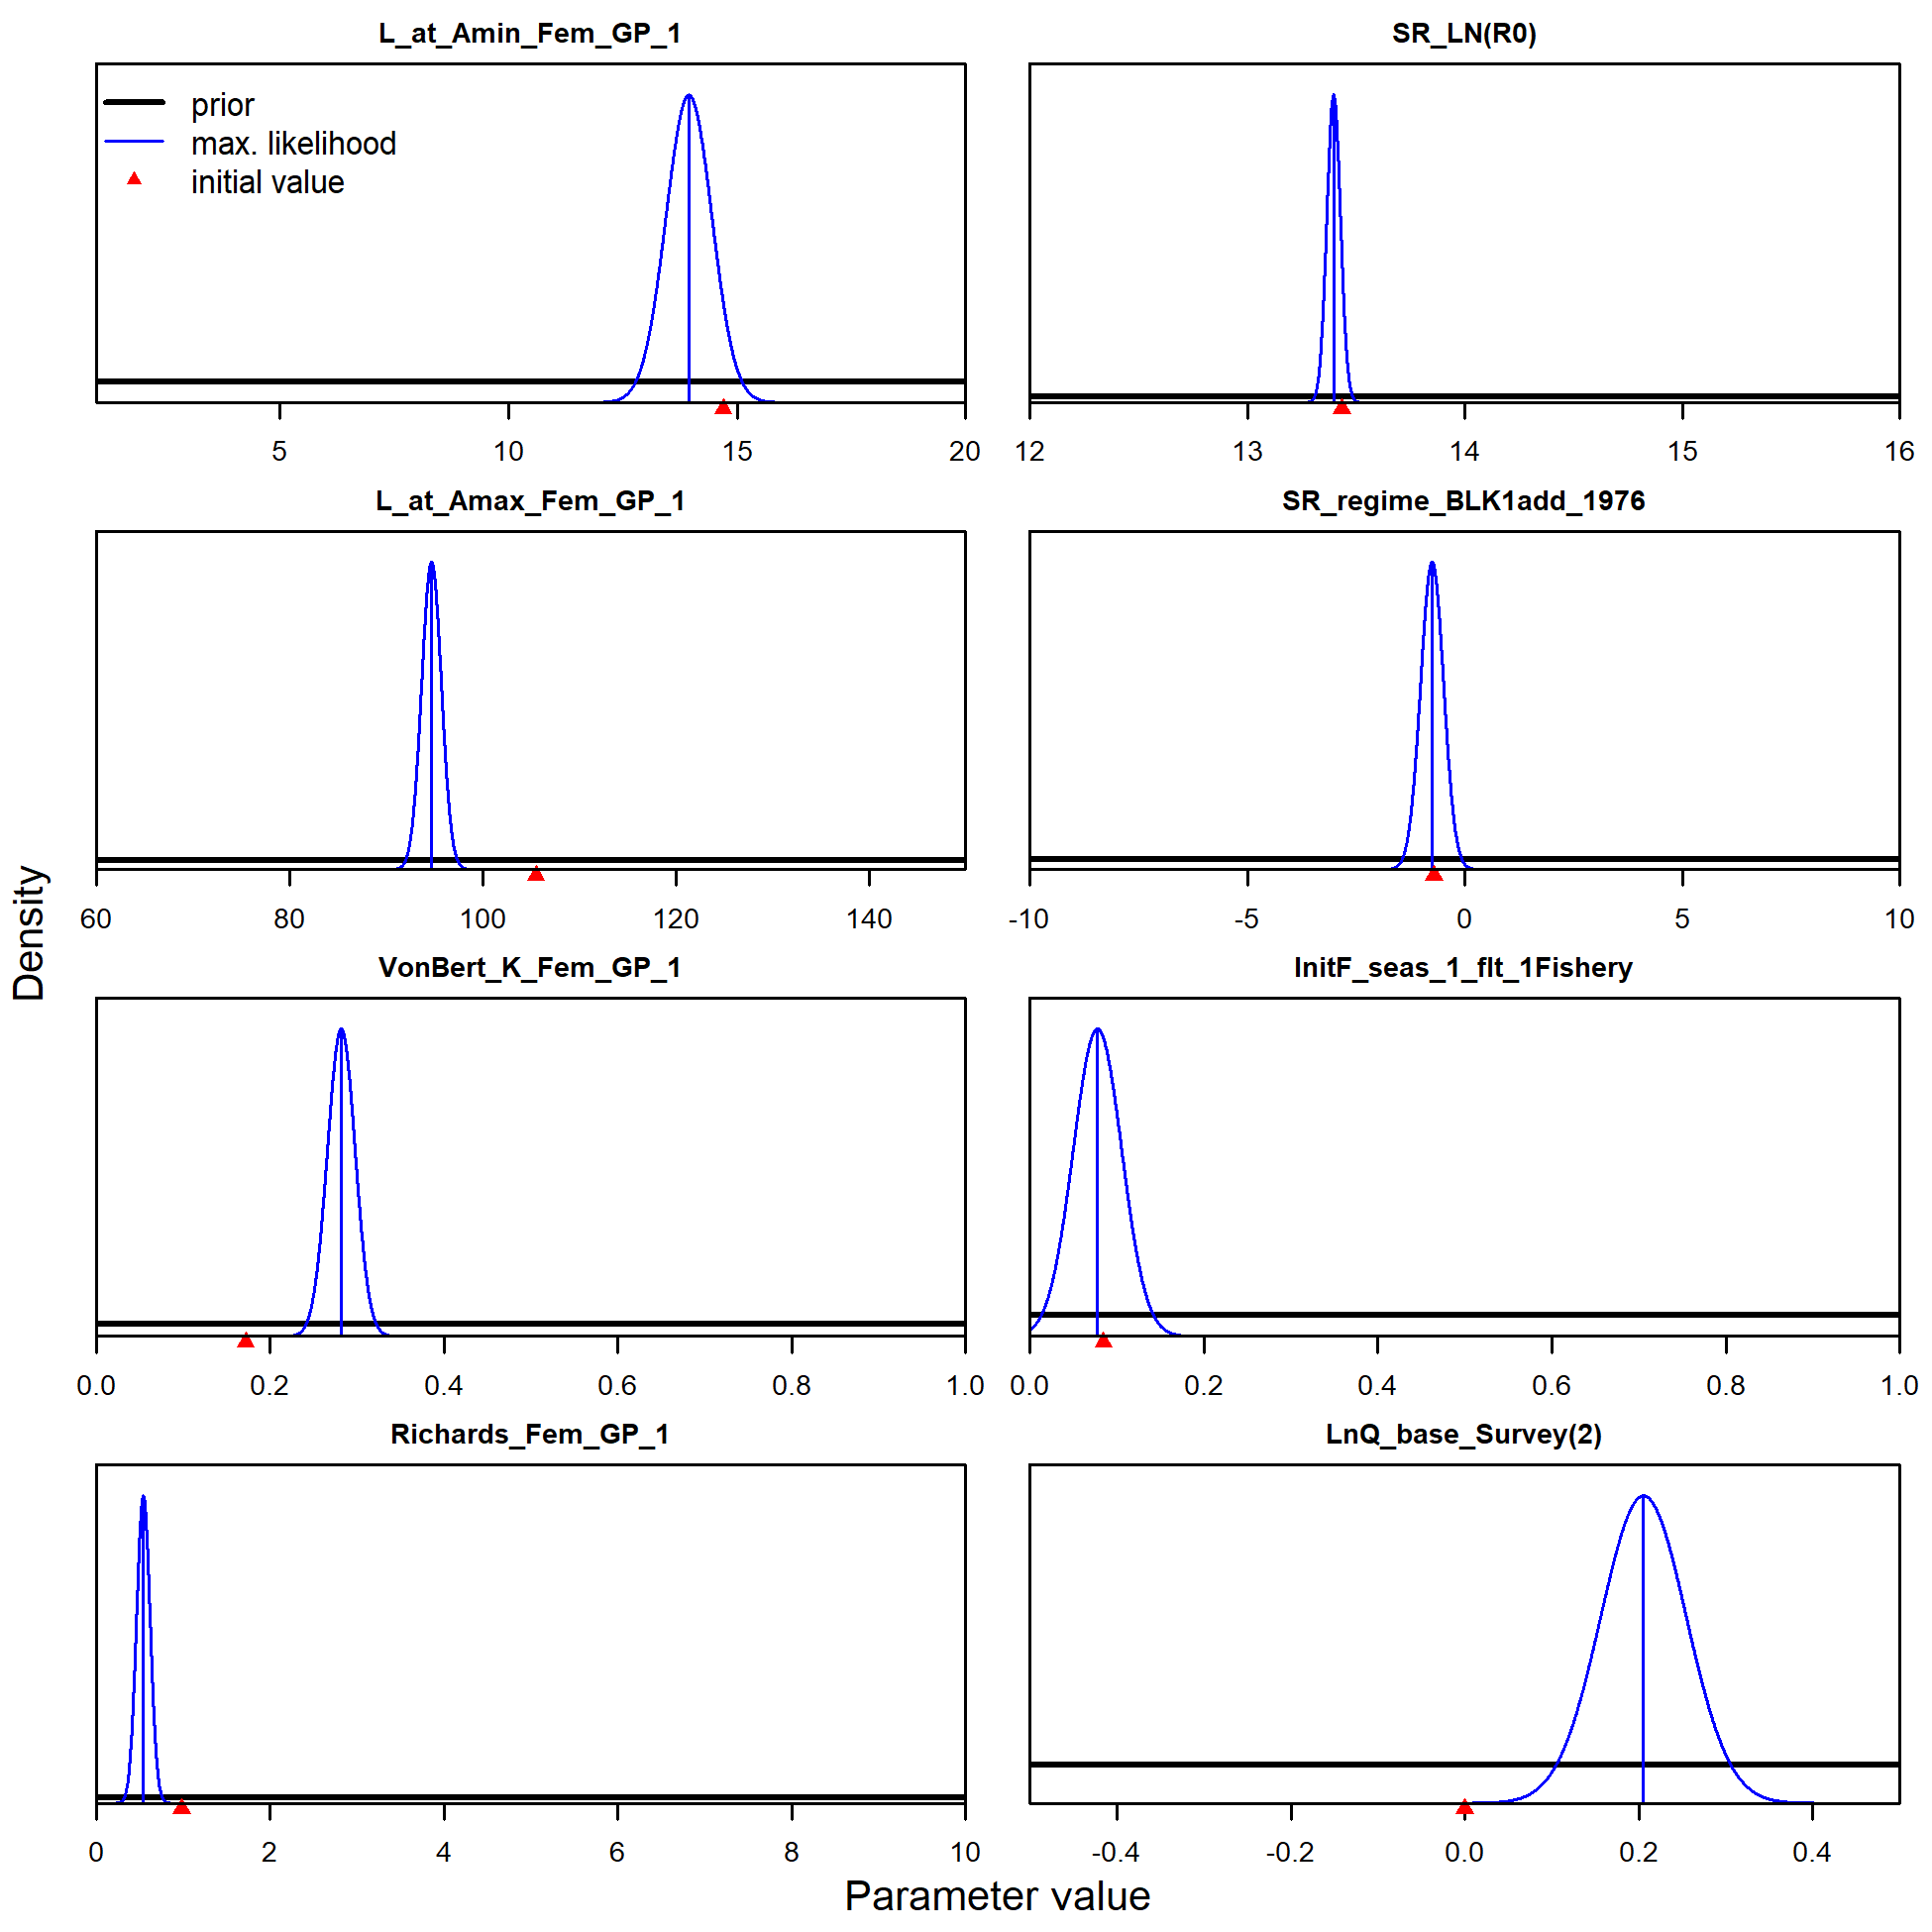 L_at_Amin_Fem_GP_1
prior
max. likelihood
initial value
5 10 15 20
SR_LN(R0)
12 13 14 15 16
L_at_Amax_Fem_GP_1
60 80 100 120 140
SR_regime_BLK1add_1976
-10 -5 0 5 10
VonBert_K_Fem_GP_1
0.0 0.2 0.4 0.6 0.8 1.0
InitF_seas_1_flt_1Fishery
0.0 0.2 0.4 0.6 0.8 1.0
Richards_Fem_GP_1
0 2 4 6 8 10
LnQ_base_Survey(2)
-0.4 -0.2 0.0 0.2 0.4
Density
Parameter value